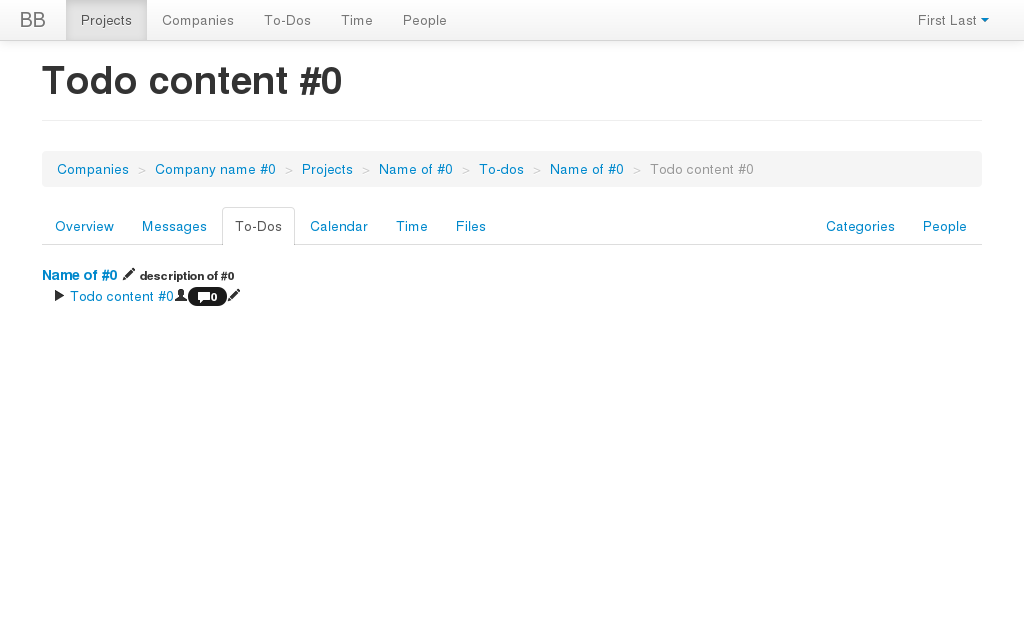 BB Projects Companies To-Dos Time People First Last
Todo content #0
Companies > Company name #0 > Projects > Name of #0 > To-dos > Name of #0 > Todo content #0
Overview Messages To-Dos Calendar Time Files Categories People
Name of #0 description of #0
Todo content #0 0